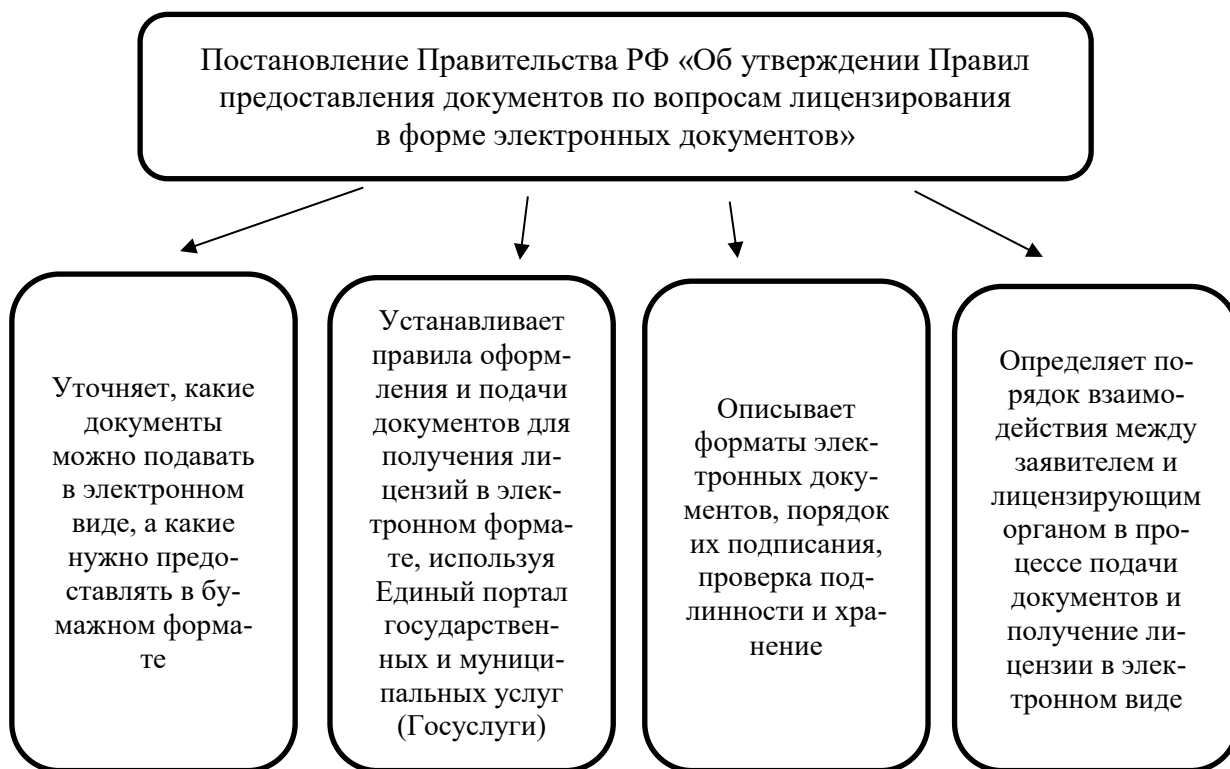 Постановление Правительства РФ «Об утверждении Правил
предоставления документов по вопросам лицензирования
в форме электронных документов»
Уточняет, какие
документы
можно подавать
в электронном
виде, а какие
нужно предо-
ставлять в бу-
мажном форма-
те
Устанавливает
правила оформ-
ления и подачи
документов для
получения ли-
цензий в элек-
тронном форма-
те, используя
Единый портал
государствен-
ных и муници-
пальных услуг
(Госуслуги)
Описывает
форматы элек-
тронных доку-
ментов, порядок
их подписания,
проверка под-
линности и хра-
нение
Определяет по-
рядок взаимо-
действия между
заявителем и
лицензирующим
органом в про-
цессе подачи
документов и
получение ли-
цензии в элек-
тронном виде